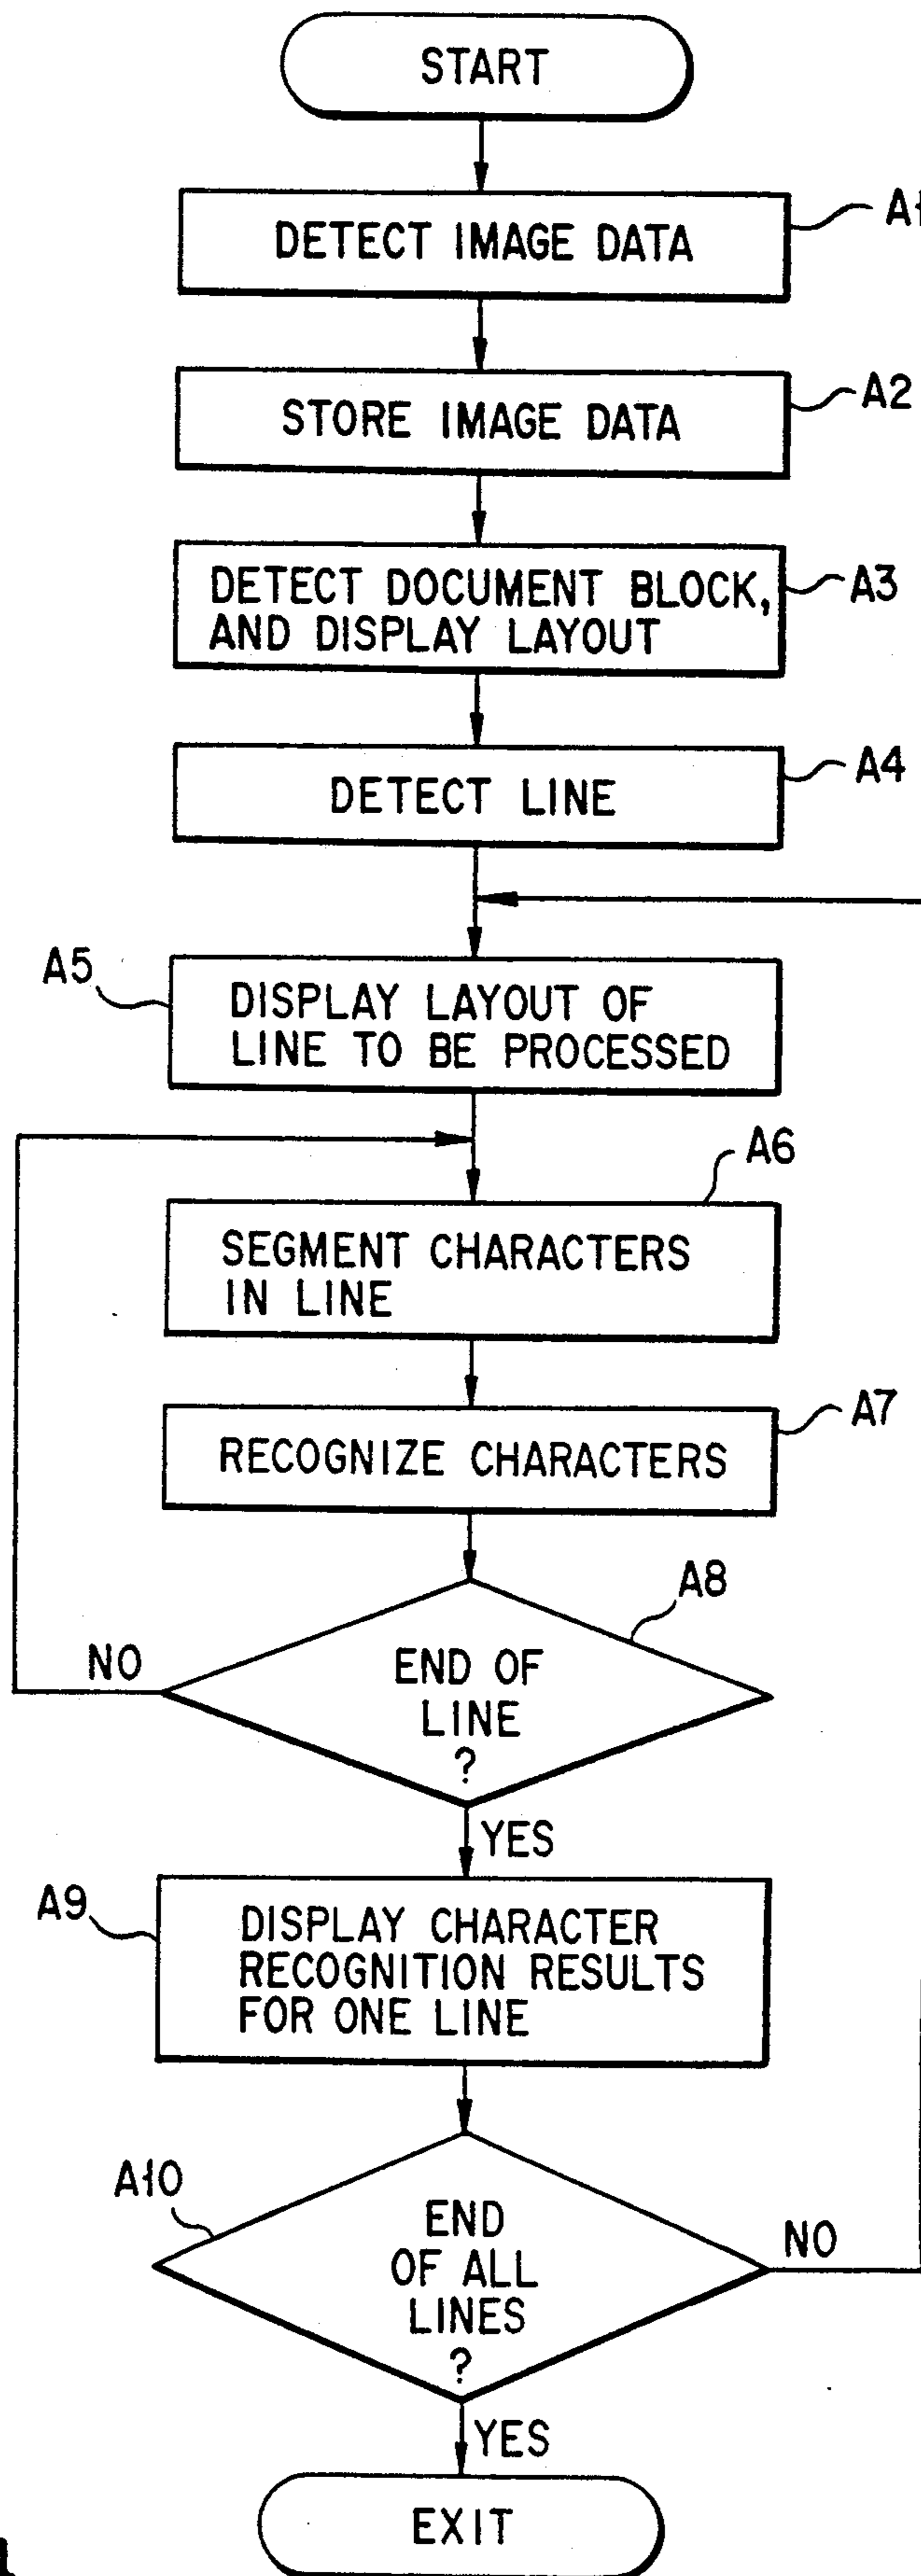 START
DETECT IMAGE DATA
A1
STORE IMAGE DATA
A2
DETECT DOCUMENT BLOCK,
AND DISPLAY LAYOUT
A3
DETECT LINE
A4
A5
DISPLAY LAYOUT OF
LINE TO BE PROCESSED
A6
SEGMENT CHARACTERS
IN LINE
RECOGNIZE CHARACTERS
A7
A8
END OF
LINE
?
NO
YES
A9
DISPLAY CHARACTER
RECOGNITION RESULTS
FOR ONE LINE
A10
END
OF ALL
LINES
?
NO
YES
EXIT